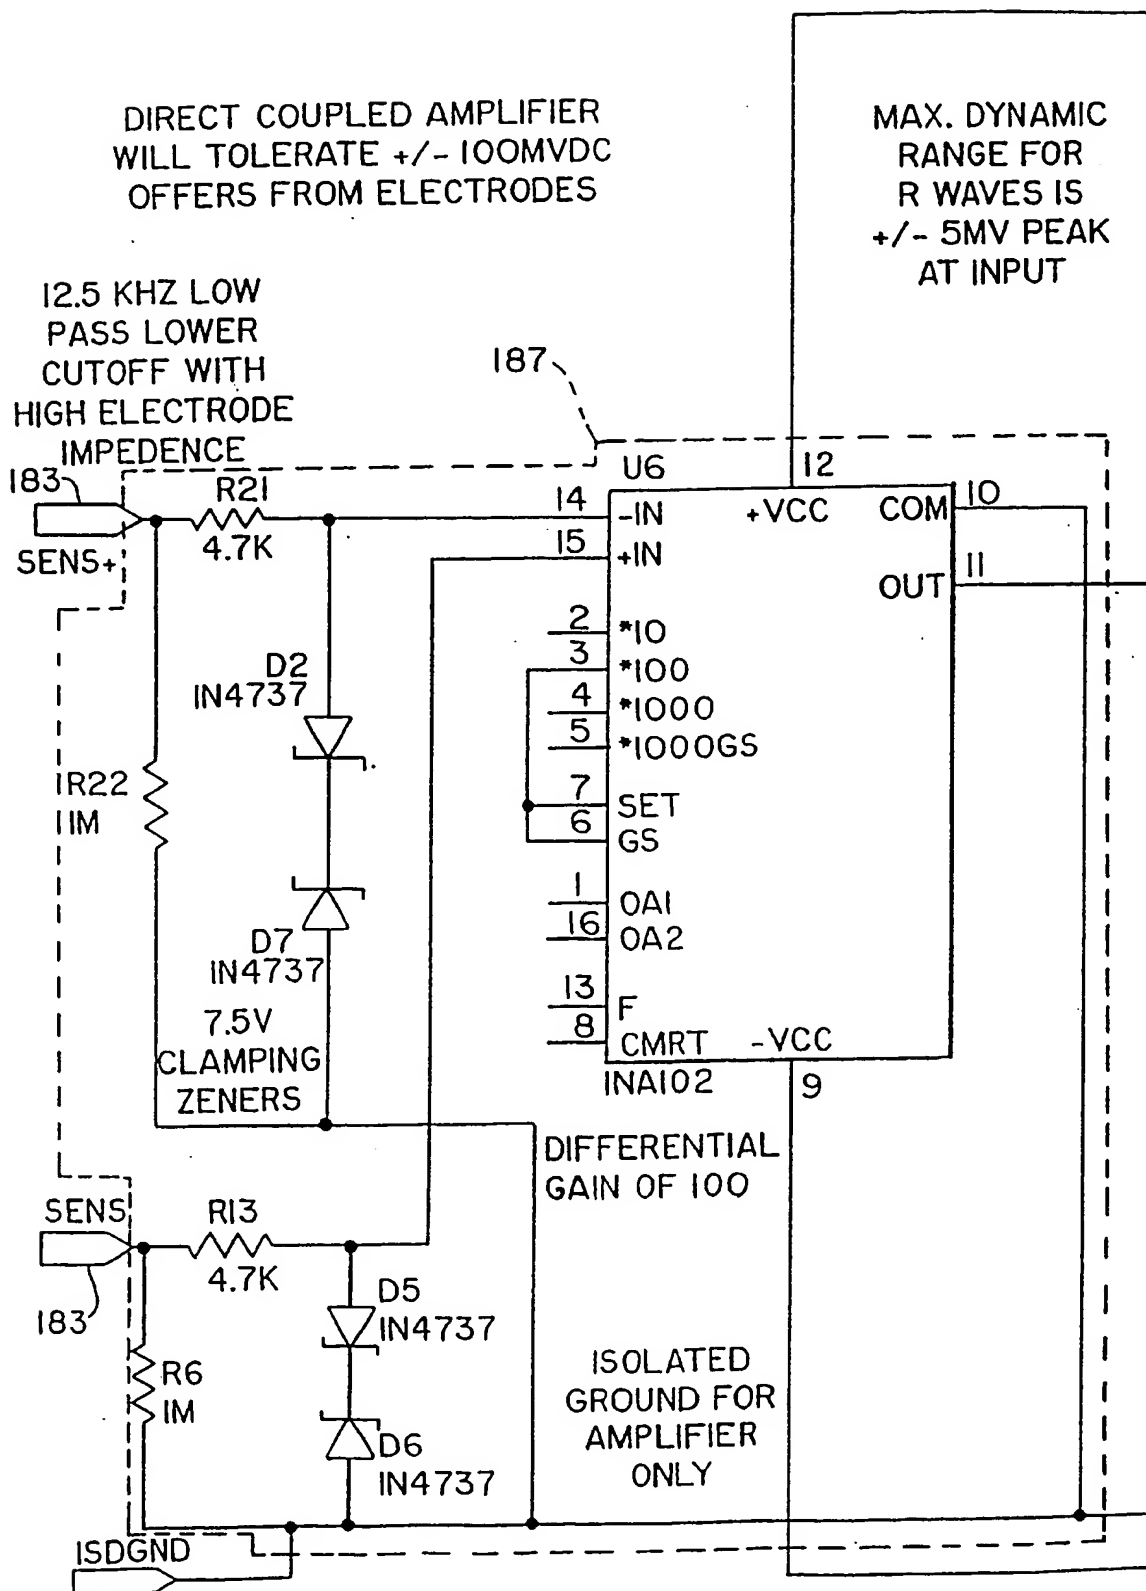 DIRECT COUPLED AMPLIFIER
WILL TOLERATE +/- 100MVDC
OFFERS FROM ELECTRODES
MAX. DYNAMIC
RANGE FOR
R WAVES IS
+/- 5MV PEAK
AT INPUT
12.5 KHZ LOW
PASS LOWER
CUTOFF WITH
HIGH ELECTRODE
IMPEDENCE
187
183
SENS+
R21
4.7K
U6
12
14
-IN
+VCC
COM
10
15
+IN
OUT
11
2
*10
3
*100
4
*1000
5
*1000GS
7
SET
6
GS
1
OA1
16
OA2
13
F
8
CMRT
-VCC
INA102
9
D2
IN4737
R22
1M
D7
IN4737
7.5V
CLAMPING
ZENERS
DIFFERENTIAL
GAIN OF 100
SENS
183
R13
4.7K
D5
IN4737
R6
1M
D6
IN4737
ISOLATED
GROUND FOR
AMPLIFIER
ONLY
ISDGND